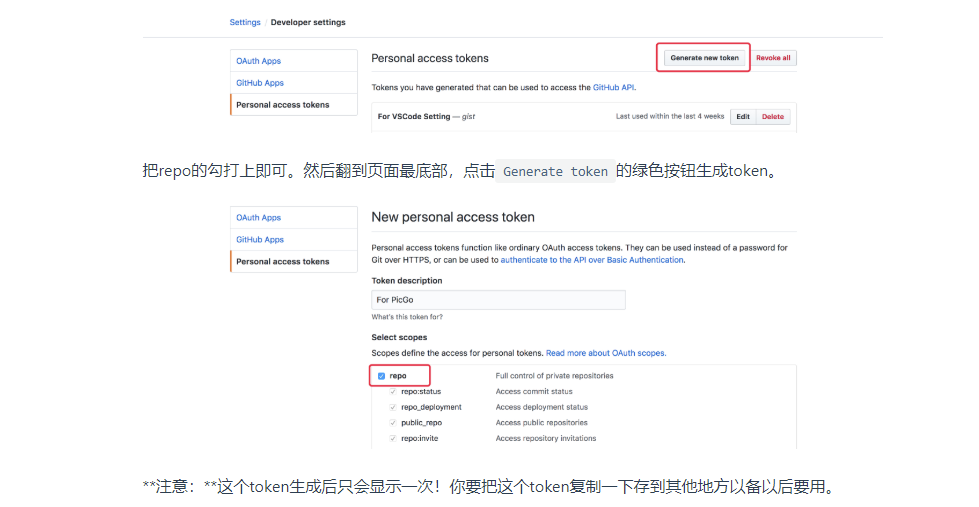 Settings / Developer settings
OAuth Apps
GitHub Apps
Personal access tokens
Personal access tokens
Generate new token
Revoke all
Tokens you have generated that can be used to access the GitHub API.
For VSCode Setting — gist
Last used within the last 4 weeks
Edit
Delete
把repo的勾打上即可。然后翻到页面最底部，点击 Generate token 的绿色按钮生成token。
OAuth Apps
GitHub Apps
Personal access tokens
New personal access token
Personal access tokens function like ordinary OAuth access tokens. They can be used instead of a password for
Git over HTTPS, or can be used to authenticate to the API over Basic Authentication.
Token description
For PicGo
What's this token for?
Select scopes
Scopes define the access for personal tokens. Read more about OAuth scopes.
repo Full control of private repositories
repo:status Access commit status
repo_deployment Access deployment status
public_repo Access public repositories
repo:invite Access repository invitations
**注意：**这个token生成后只会显示一次！你要把这个token复制一下存到其他地方以备以后要用。